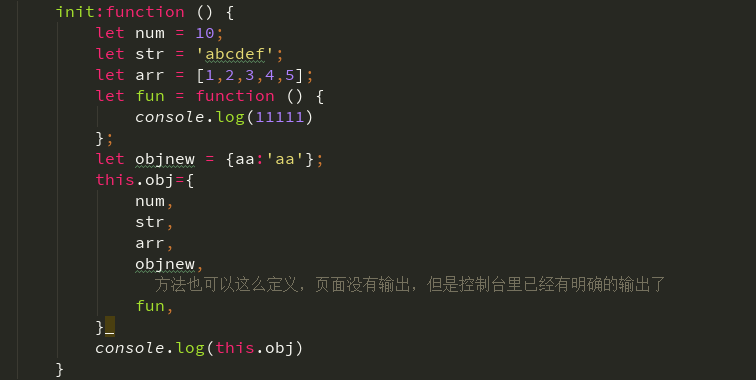 init:function () {
let num = 10;
let str = 'abcdef';
let arr = [1,2,3,4,5];
let fun = function () {
console.log(11111)
};
let objnew = {aa:'aa'};
this.obj={
num,
str,
arr,
objnew,
方法也可以这么定义，页面没有输出，但是控制台里已经有明确的输出了
fun,
}
console.log(this.obj)
}